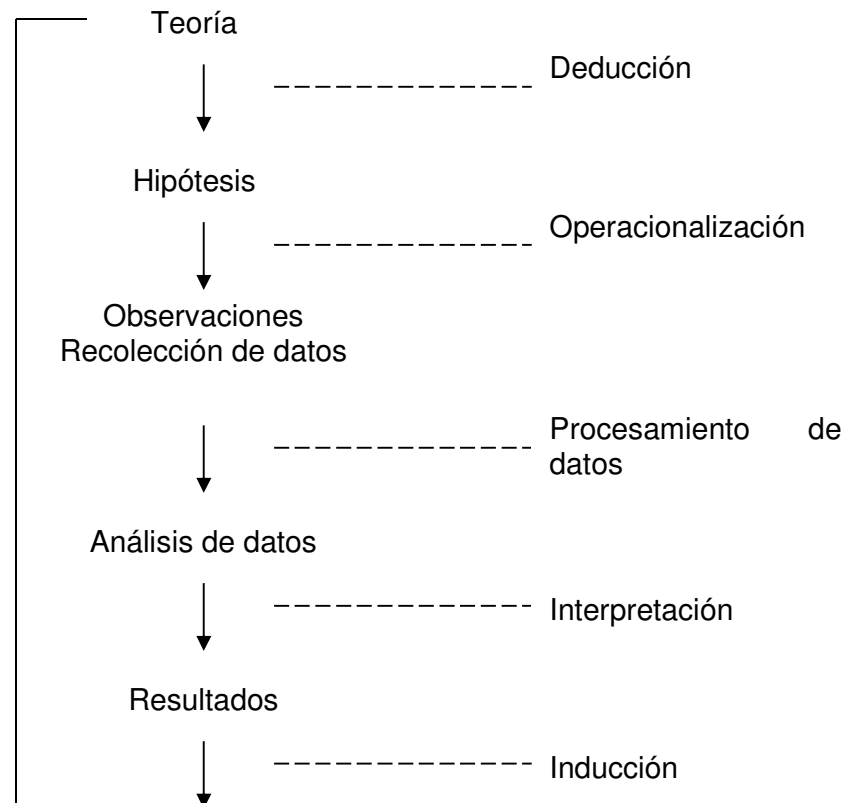 Teoría
Deducción
Hipótesis
Operacionalización
Observaciones
Recolección de datos
Procesamiento de
datos
Análisis de datos
Interpretación
Resultados
Inducción